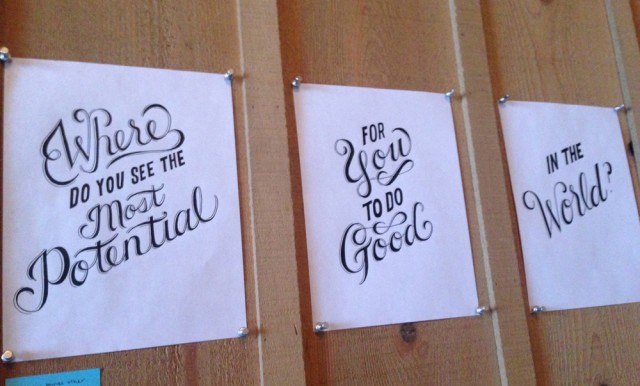 Where
DO YOU SEE THE
Most
Potential
FOR
You
TO DO
Good
IN THE
World?